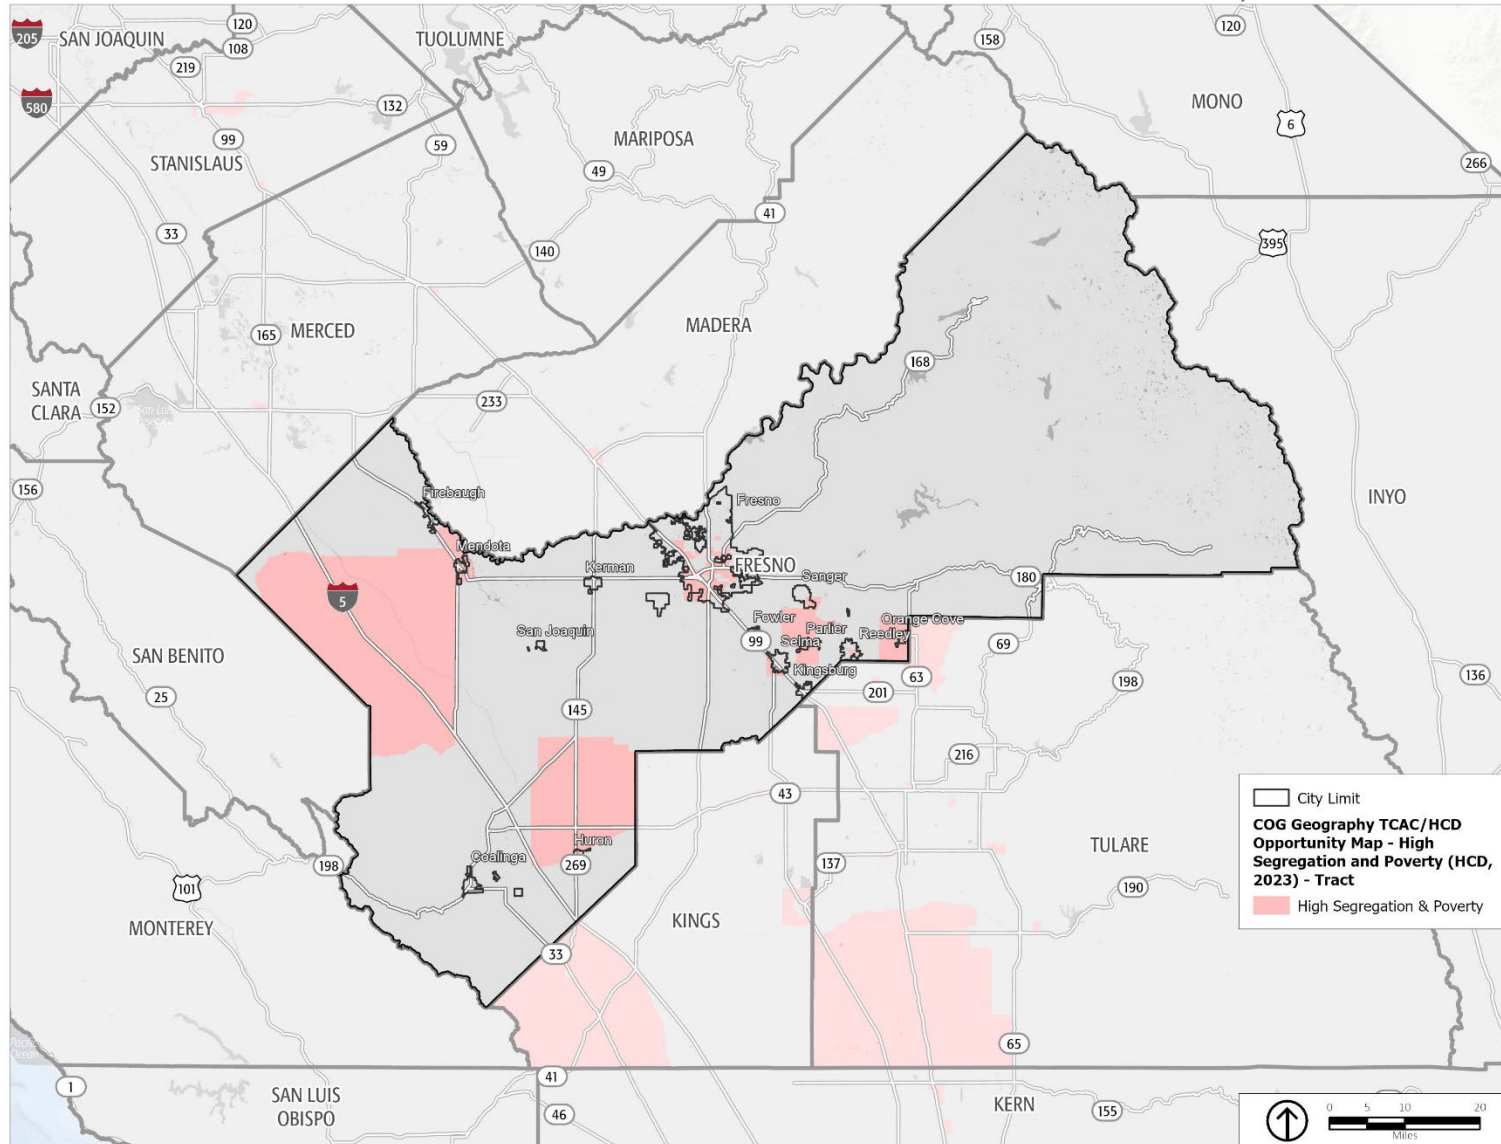 120
205
SAN JOAQUIN
108
TUOLUMNE
158
120
219
580
132
MONO
6
99
59
MARIPOSA
STANISLAUS
49
266
41
33
140
395
165
MERCED
MADERA
168
SANTA
CLARA
152
233
156
INYO
Firebaugh
Fresno
Mendota
FRESNO
Kerman
Sanger
180
5
Fowler
Orange Cove
San Joaquin
99
Parlier
Reedley
Selma
69
SAN BENITO
Kingsburg
63
198
136
25
201
145
216
43
Huron
TULARE
Coalinga
198
269
137
101
190
MONTEREY
KINGS
33
65
Pacific
Ocean
1
41
SAN LUIS
OBISPO
46
KERN
155
City Limit
COG Geography TCAC/HCD
Opportunity Map - High
Segregation and Poverty (HCD,
2023) - Tract
High Segregation & Poverty
0 5 10 20
Miles